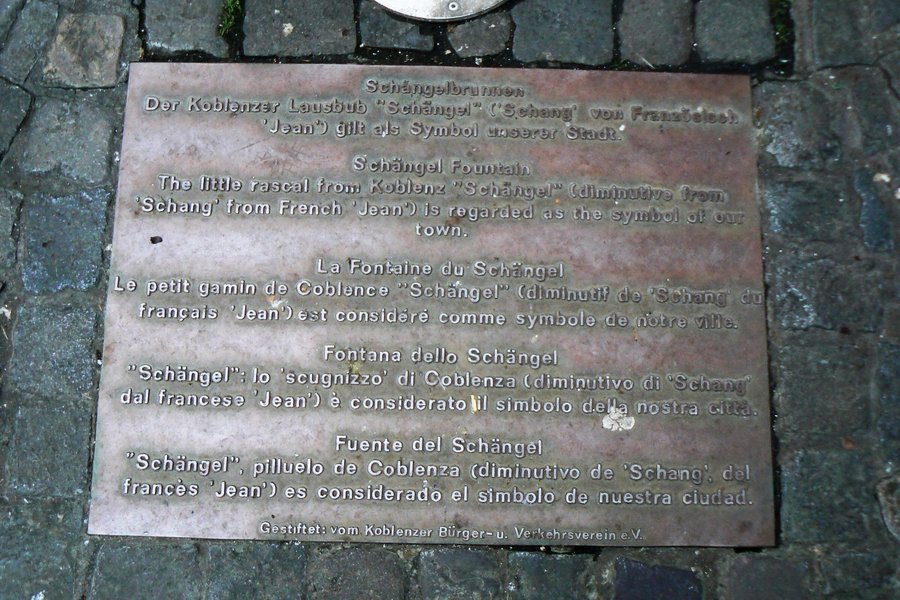 Schängelbrunnen
Der Koblenzer Lausbub "Schängel" ('Schang' von Französisch
'Jean') gilt als Symbol unserer Stadt.
Schängel Fountain
The little rascal from Koblenz "Schängel" (diminutive from
'Schang' from French 'Jean') is regarded as the symbol of our
town.
La Fontaine du Schängel
Le petit gamin de Coblence "Schängel" (diminutif de 'Schang' du
français 'Jean') est considéré comme symbole de notre ville.
Fontana dello Schängel
"Schängel": lo 'scugnizzo' di Coblenza (diminutivo di 'Schang'
dal francese 'Jean') è considerato il simbolo della nostra città.
Fuente del Schängel
"Schängel", pilluelo de Coblenza (diminutivo de 'Schang', del
francès 'Jean') es considerado el simbolo de nuestra ciudad.
Gestiftet: vom Koblenzer Bürger- u. Verkehrsverein e.V.